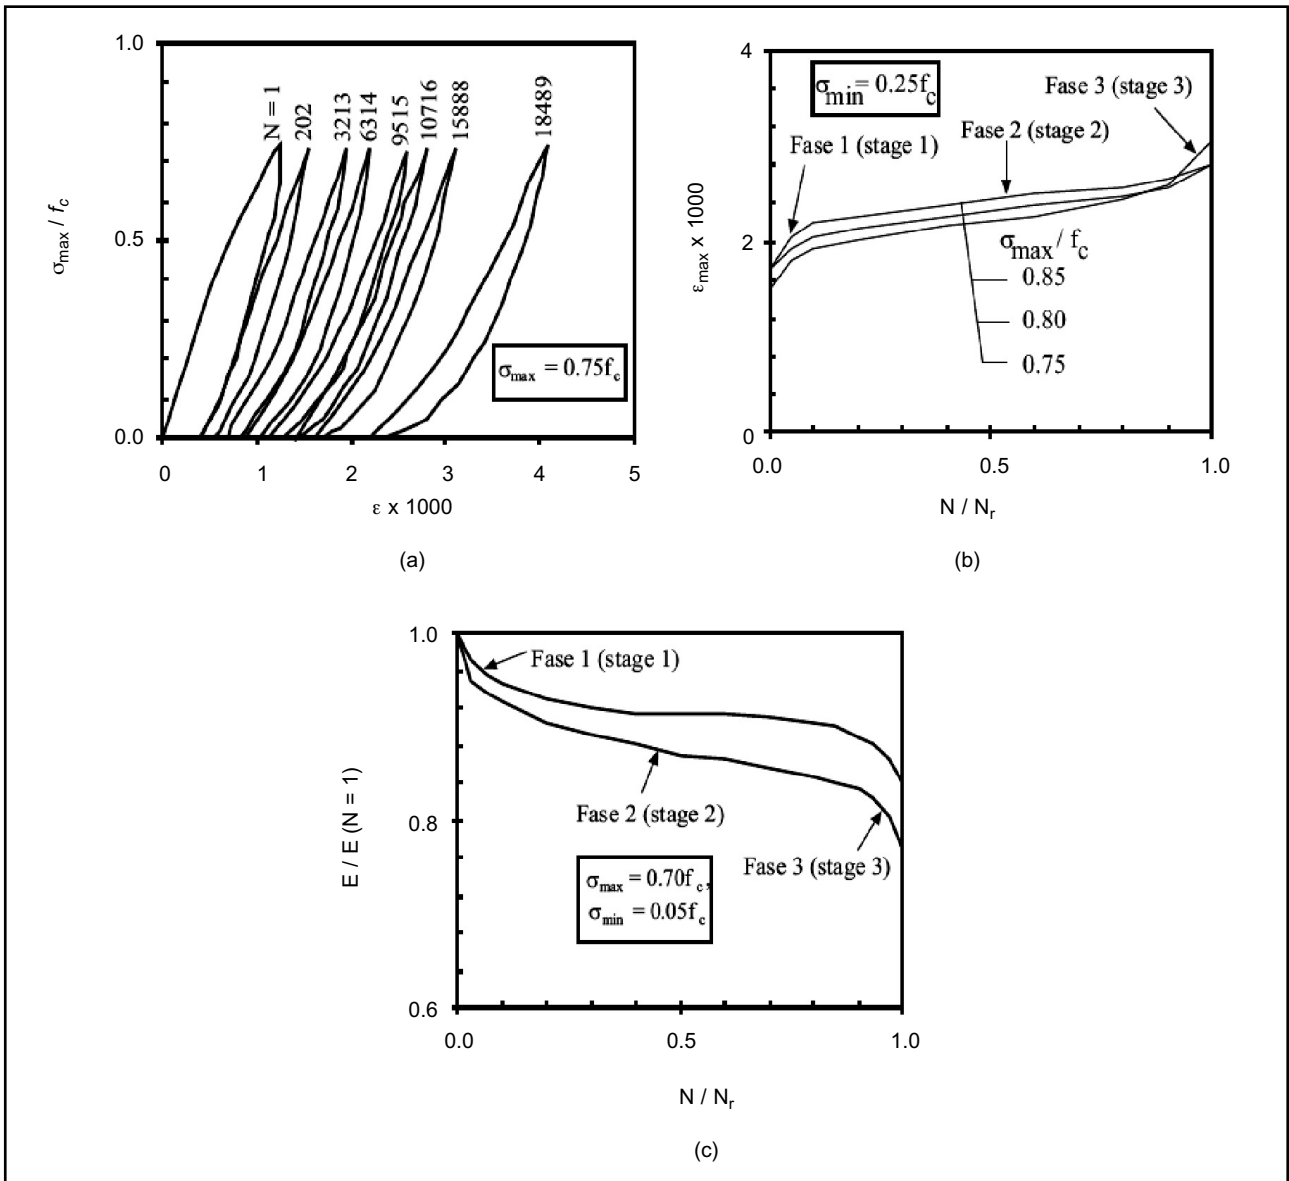 1.0
0.5
0.0
σmax / fc
N = 1
202
3213
6314
9515
10716
15888
18489
σmax = 0.75fc
0 1 2 3 4 5
ε x 1000
(a)
4
2
0
εmax x 1000
σmin = 0.25fc
Fase 3 (stage 3)
Fase 2 (stage 2)
Fase 1 (stage 1)
σmax / fc
0.85
0.80
0.75
0.0 0.5 1.0
N / Nr
(b)
1.0
0.8
0.6
E / E (N = 1)
Fase 1 (stage 1)
Fase 2 (stage 2)
Fase 3 (stage 3)
σmax = 0.70fc,
σmin = 0.05fc
0.0 0.5 1.0
N / Nr
(c)